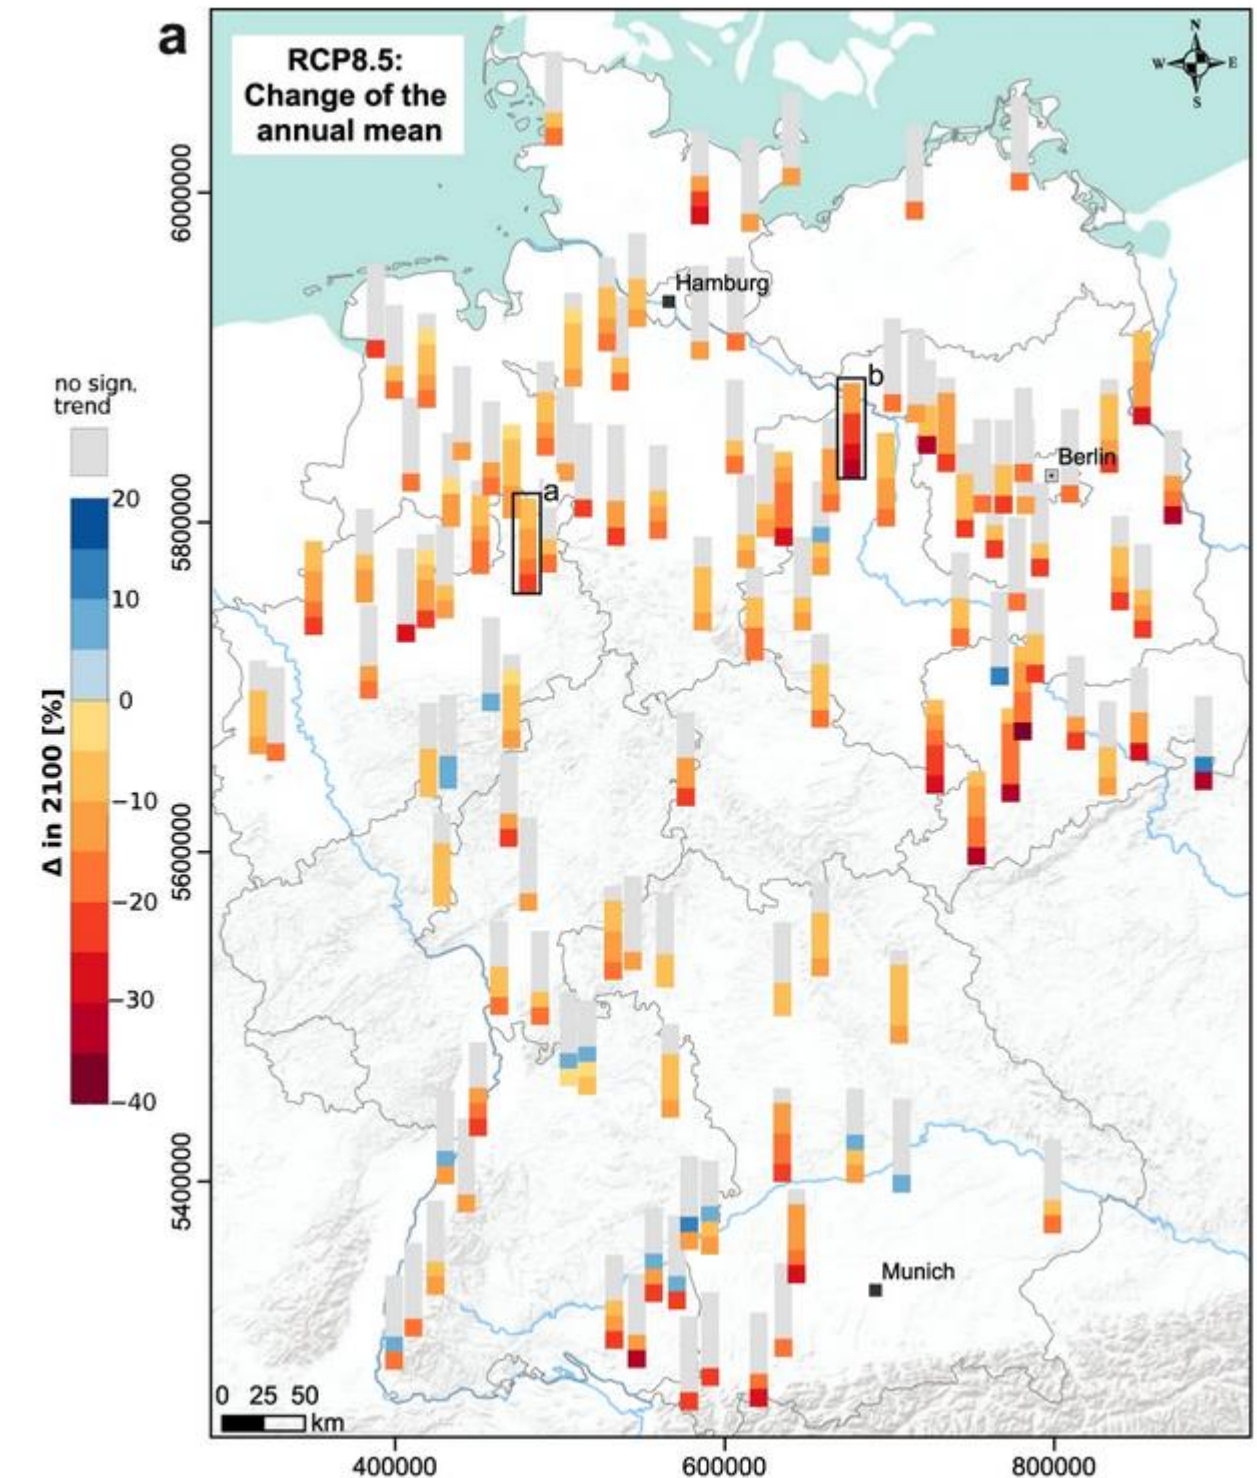 a
RCP8.5:
Change of the
annual mean
N
W
E
S
6000000
5800000
5600000
5400000
Hamburg
b
Berlin
a
Munich
no sign.
trend
20
10
0
−10
−20
−30
−40
Δ in 2100 [%]
0 25 50
km
400000
600000
800000